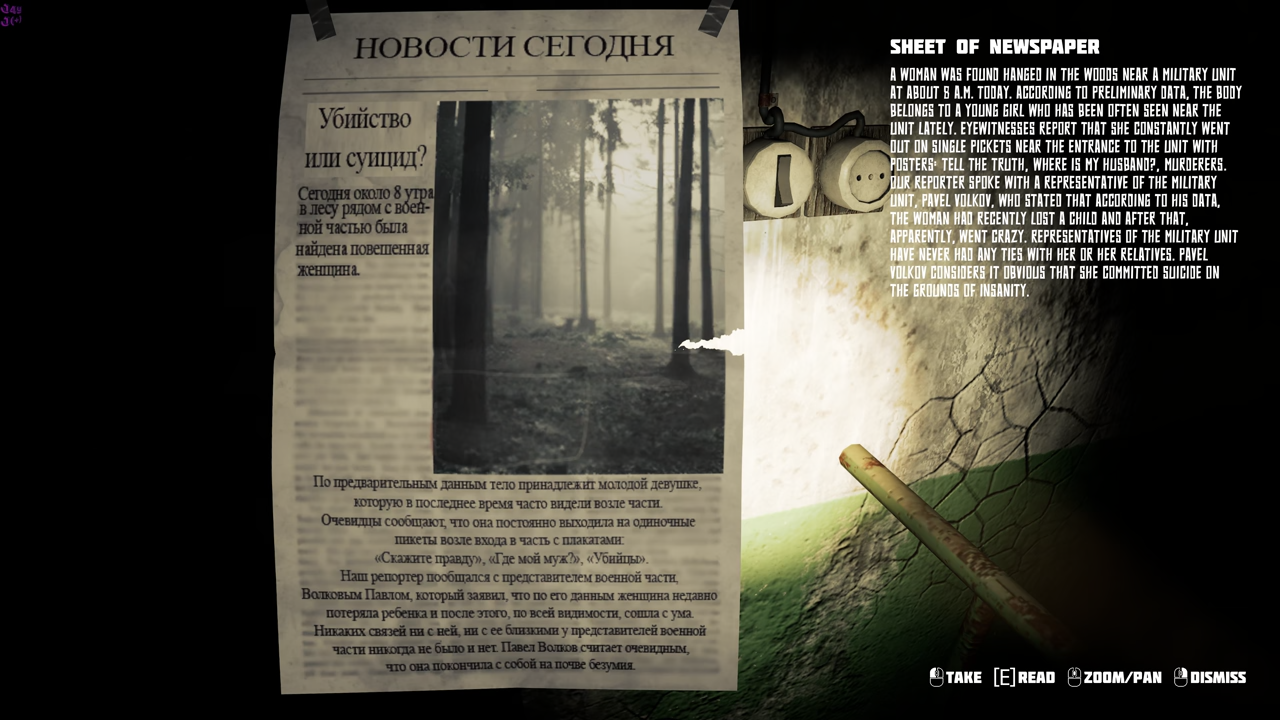 НОВОСТИ СЕГОДНЯ
Убийство
или суицид?
Сегодня около 8 утра
в лесу рядом с воен-
ной частью была
найдена повешенная
женщина.
По предварительным данным тело принадлежит молодой девушке,
которую в последнее время часто видели возле части.
Очевидцы сообщают, что она постоянно выходила на одиночные
пикеты возле входа в часть с плакатами:
«Скажите правду», «Где мой муж?», «Убийцы».
Наш репортер пообщался с представителем военной части,
Волковым Павлом, который заявил, что по его данным женщина недавно
потеряла ребенка и после этого, по всей видимости, сошла с ума.
Никаких связей ни с ней, ни с ее близкими у представителей военной
части никогда не было и нет. Павел Волков считает очевидным,
что она покончила с собой на почве безумия.
SHEET OF NEWSPAPER
A WOMAN WAS FOUND HANGED IN THE WOODS NEAR A MILITARY UNIT
AT ABOUT 8 A.M. TODAY. ACCORDING TO PRELIMINARY DATA, THE BODY
BELONGS TO A YOUNG GIRL WHO HAS BEEN OFTEN SEEN NEAR THE
UNIT LATELY. EYEWITNESSES REPORT THAT SHE CONSTANTLY WENT
OUT ON SINGLE PICKETS NEAR THE ENTRANCE TO THE UNIT WITH
POSTERS: TELL THE TRUTH, WHERE IS MY HUSBAND?, MURDERERS.
OUR REPORTER SPOKE WITH A REPRESENTATIVE OF THE MILITARY
UNIT, PAVEL VOLKOV, WHO STATED THAT ACCORDING TO HIS DATA,
THE WOMAN HAD RECENTLY LOST A CHILD AND AFTER THAT,
APPARENTLY, WENT CRAZY. REPRESENTATIVES OF THE MILITARY UNIT
HAVE NEVER HAD ANY TIES WITH HER OR HER RELATIVES. PAVEL
VOLKOV CONSIDERS IT OBVIOUS THAT SHE COMMITTED SUICIDE ON
THE GROUNDS OF INSANITY.
TAKE [E] READ ZOOM/PAN DISMISS